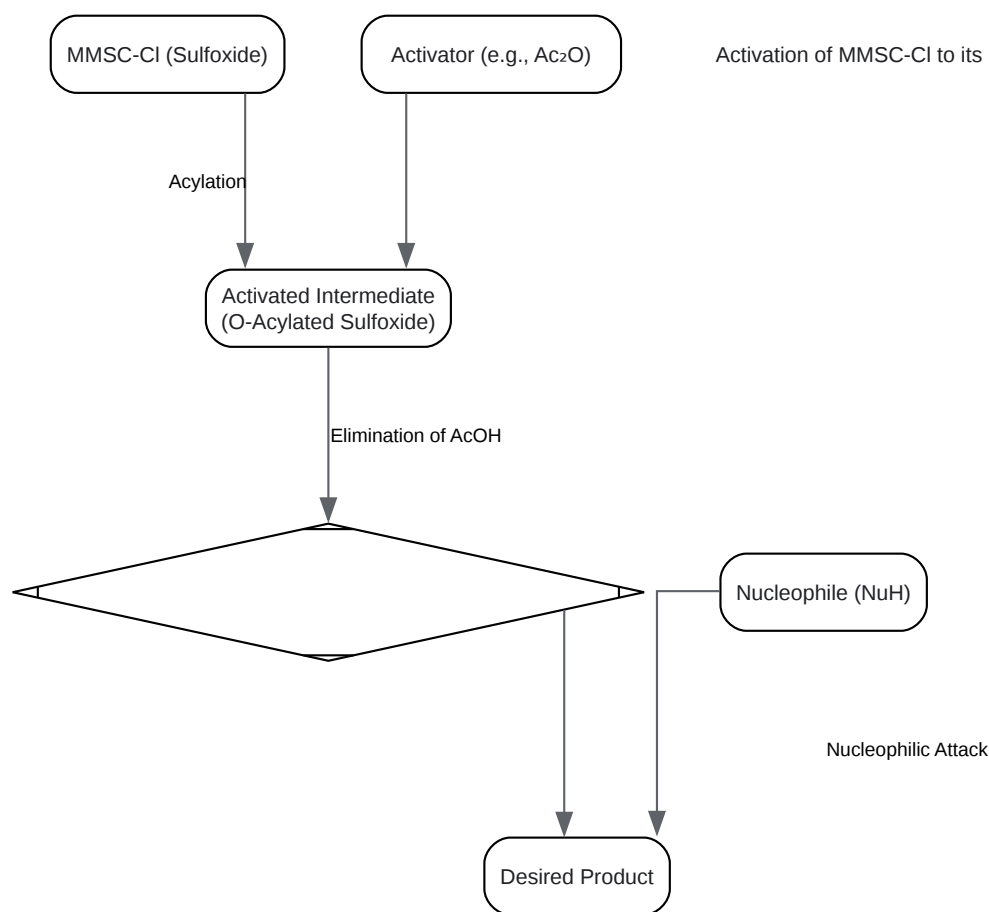 MMSC-Cl (Sulfoxide)
Activator (e.g., Ac₂O)
Activation of MMSC-Cl to its
Acylation
Activated Intermediate
(O-Acylated Sulfoxide)
Elimination of AcOH
Nucleophile (NuH)
Nucleophilic Attack
Desired Product